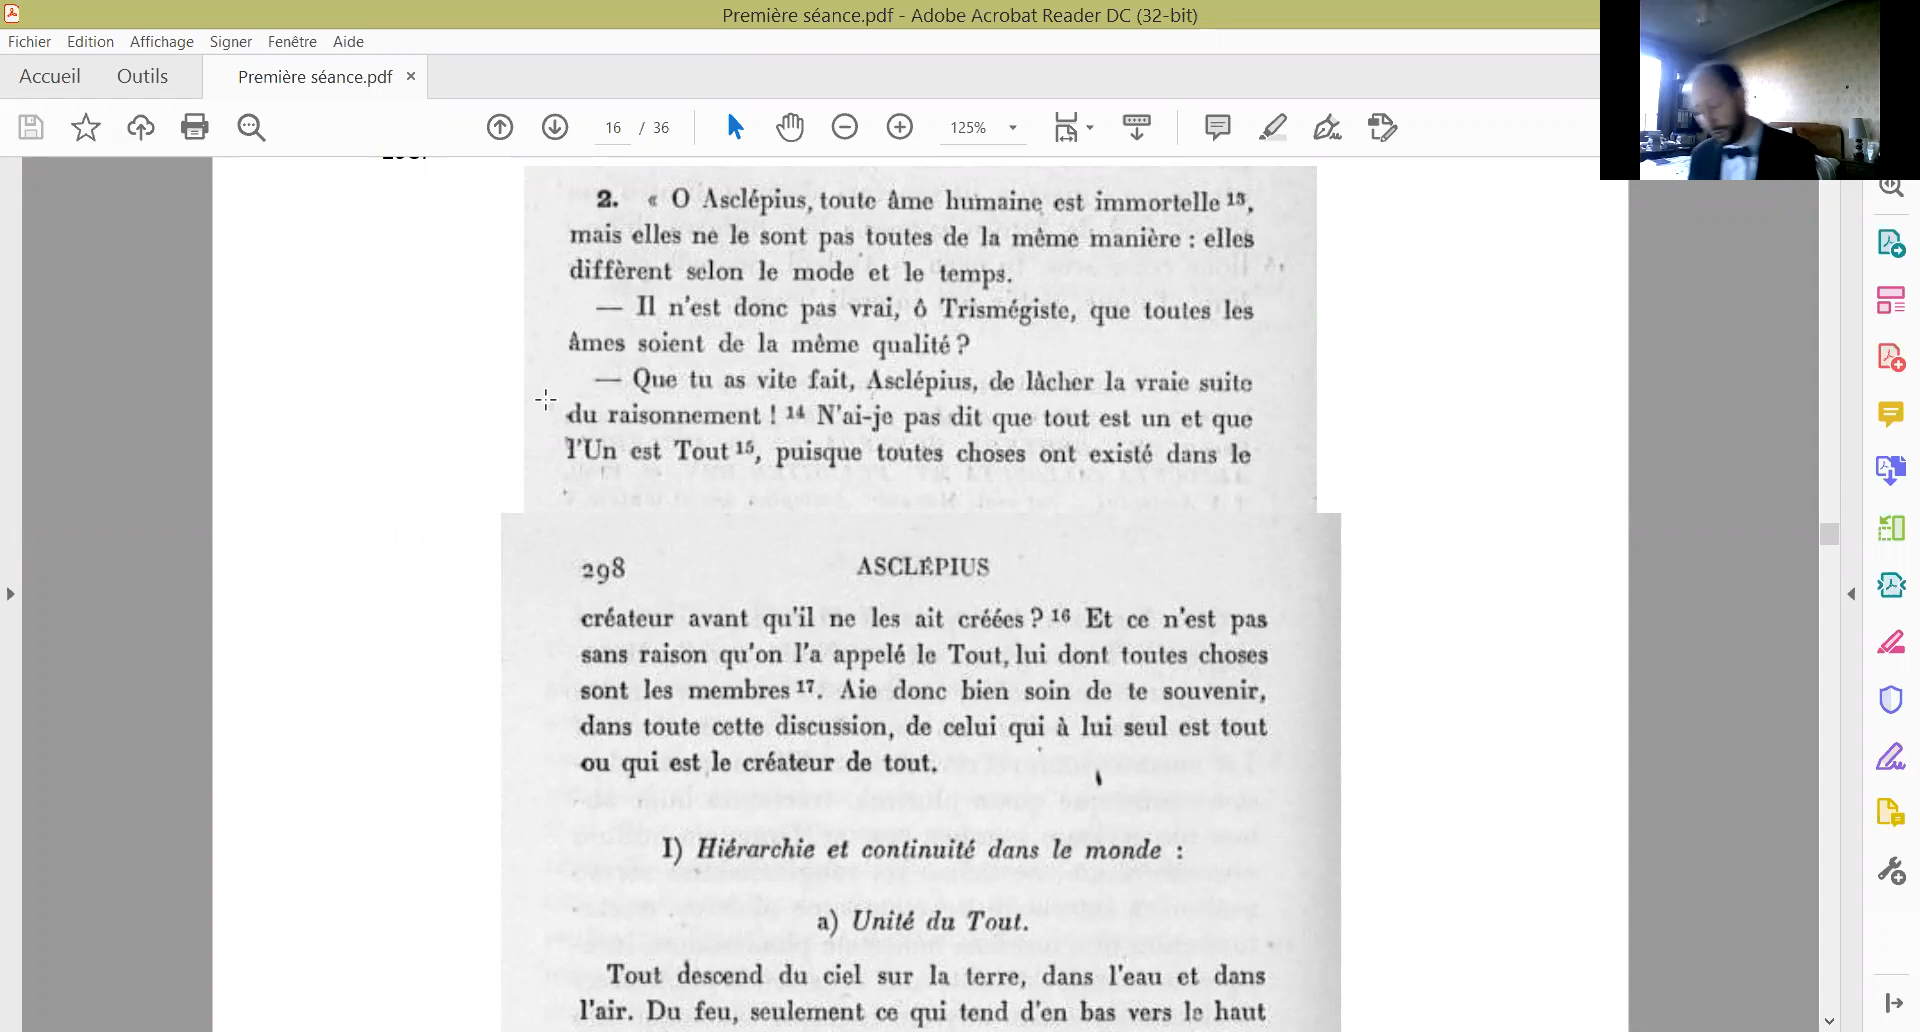 Première séance.pdf - Adobe Acrobat Reader DC (32-bit)
Fichier Edition Affichage Signer Fenêtre Aide
Accueil Outils Première séance.pdf ×
16 / 36 125%
2. « O Asclépius, toute âme humaine est immortelle 13,
mais elles ne le sont pas toutes de la même manière : elles
diffèrent selon le mode et le temps.
— Il n'est donc pas vrai, ô Trismégiste, que toutes les
âmes soient de la même qualité ?
— Que tu as vite fait, Asclépius, de lâcher la vraie suite
du raisonnement ! 14 N'ai-je pas dit que tout est un et que
l'Un est Tout 15, puisque toutes choses ont existé dans le
298 ASCLÉPIUS
créateur avant qu'il ne les ait créées ? 16 Et ce n'est pas
sans raison qu'on l'a appelé le Tout, lui dont toutes choses
sont les membres 17. Aie donc bien soin de te souvenir,
dans toute cette discussion, de celui qui à lui seul est tout
ou qui est le créateur de tout.
I) Hiérarchie et continuité dans le monde :
a) Unité du Tout.
Tout descend du ciel sur la terre, dans l'eau et dans
l'air. Du feu, seulement ce qui tend d'en bas vers le haut